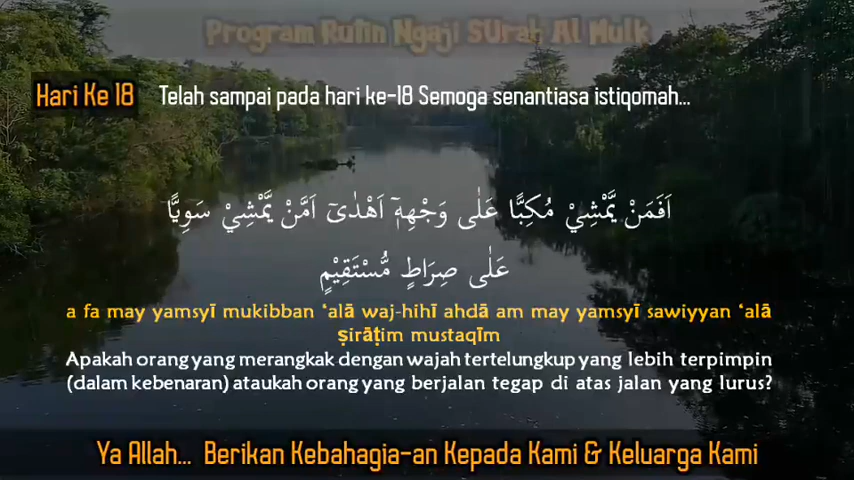 Program Rutin Ngaji SUrah Al Mulk
Hari Ke 18
Telah sampai pada hari ke-18 Semoga senantiasa istiqomah...
اَفَمَنْ يَّمْشِيْ مُكِبًّا عَلٰى وَجْهِهٖٓ اَهْدٰىٓ اَمَّنْ يَّمْشِيْ سَوِيًّا
عَلٰى صِرَاطٍ مُّسْتَقِيْمٍ
a fa may yamsyī mukibban ‘alā waj-hihī ahdā am may yamsyī sawiyyan ‘alā
ṣirāṭim mustaqīm
Apakah orang yang merangkak dengan wajah tertelungkup yang lebih terpimpin
(dalam kebenaran) ataukah orang yang berjalan tegap di atas jalan yang lurus?
Ya Allah... Berikan Kebahagia-an Kepada Kami & Keluarga Kami